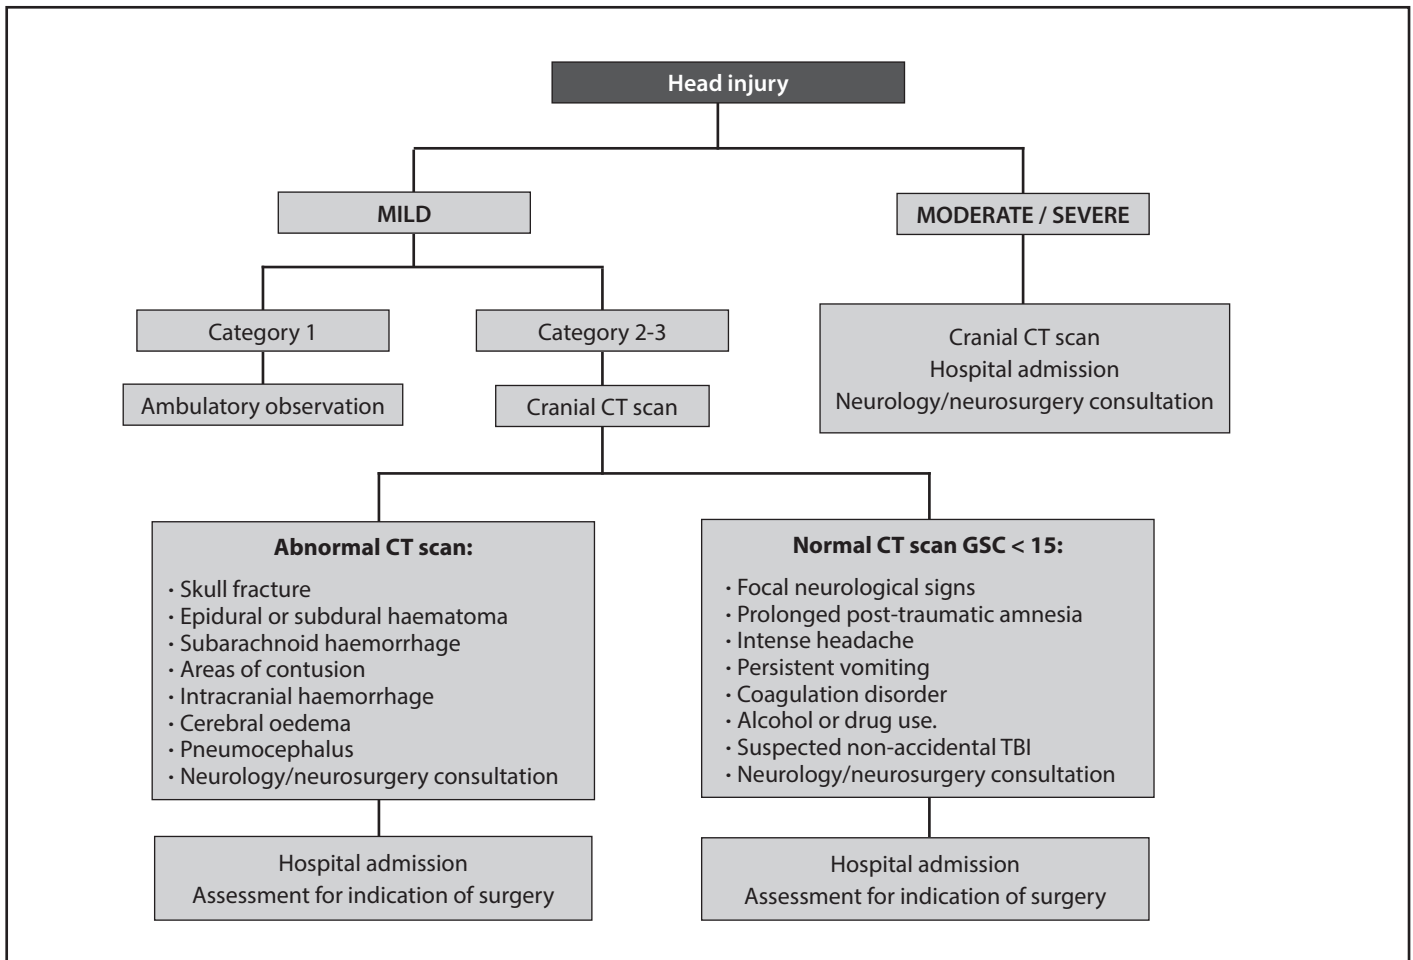 Head injury
MILD
MODERATE / SEVERE
Category 1
Category 2-3
Cranial CT scan
Hospital admission
Neurology/neurosurgery consultation
Ambulatory observation
Cranial CT scan
Abnormal CT scan:
· Skull fracture
· Epidural or subdural haematoma
· Subarachnoid haemorrhage
· Areas of contusion
· Intracranial haemorrhage
· Cerebral oedema
· Pneumocephalus
· Neurology/neurosurgery consultation
Normal CT scan GSC < 15:
· Focal neurological signs
· Prolonged post-traumatic amnesia
· Intense headache
· Persistent vomiting
· Coagulation disorder
· Alcohol or drug use.
· Suspected non-accidental TBI
· Neurology/neurosurgery consultation
Hospital admission
Assessment for indication of surgery
Hospital admission
Assessment for indication of surgery